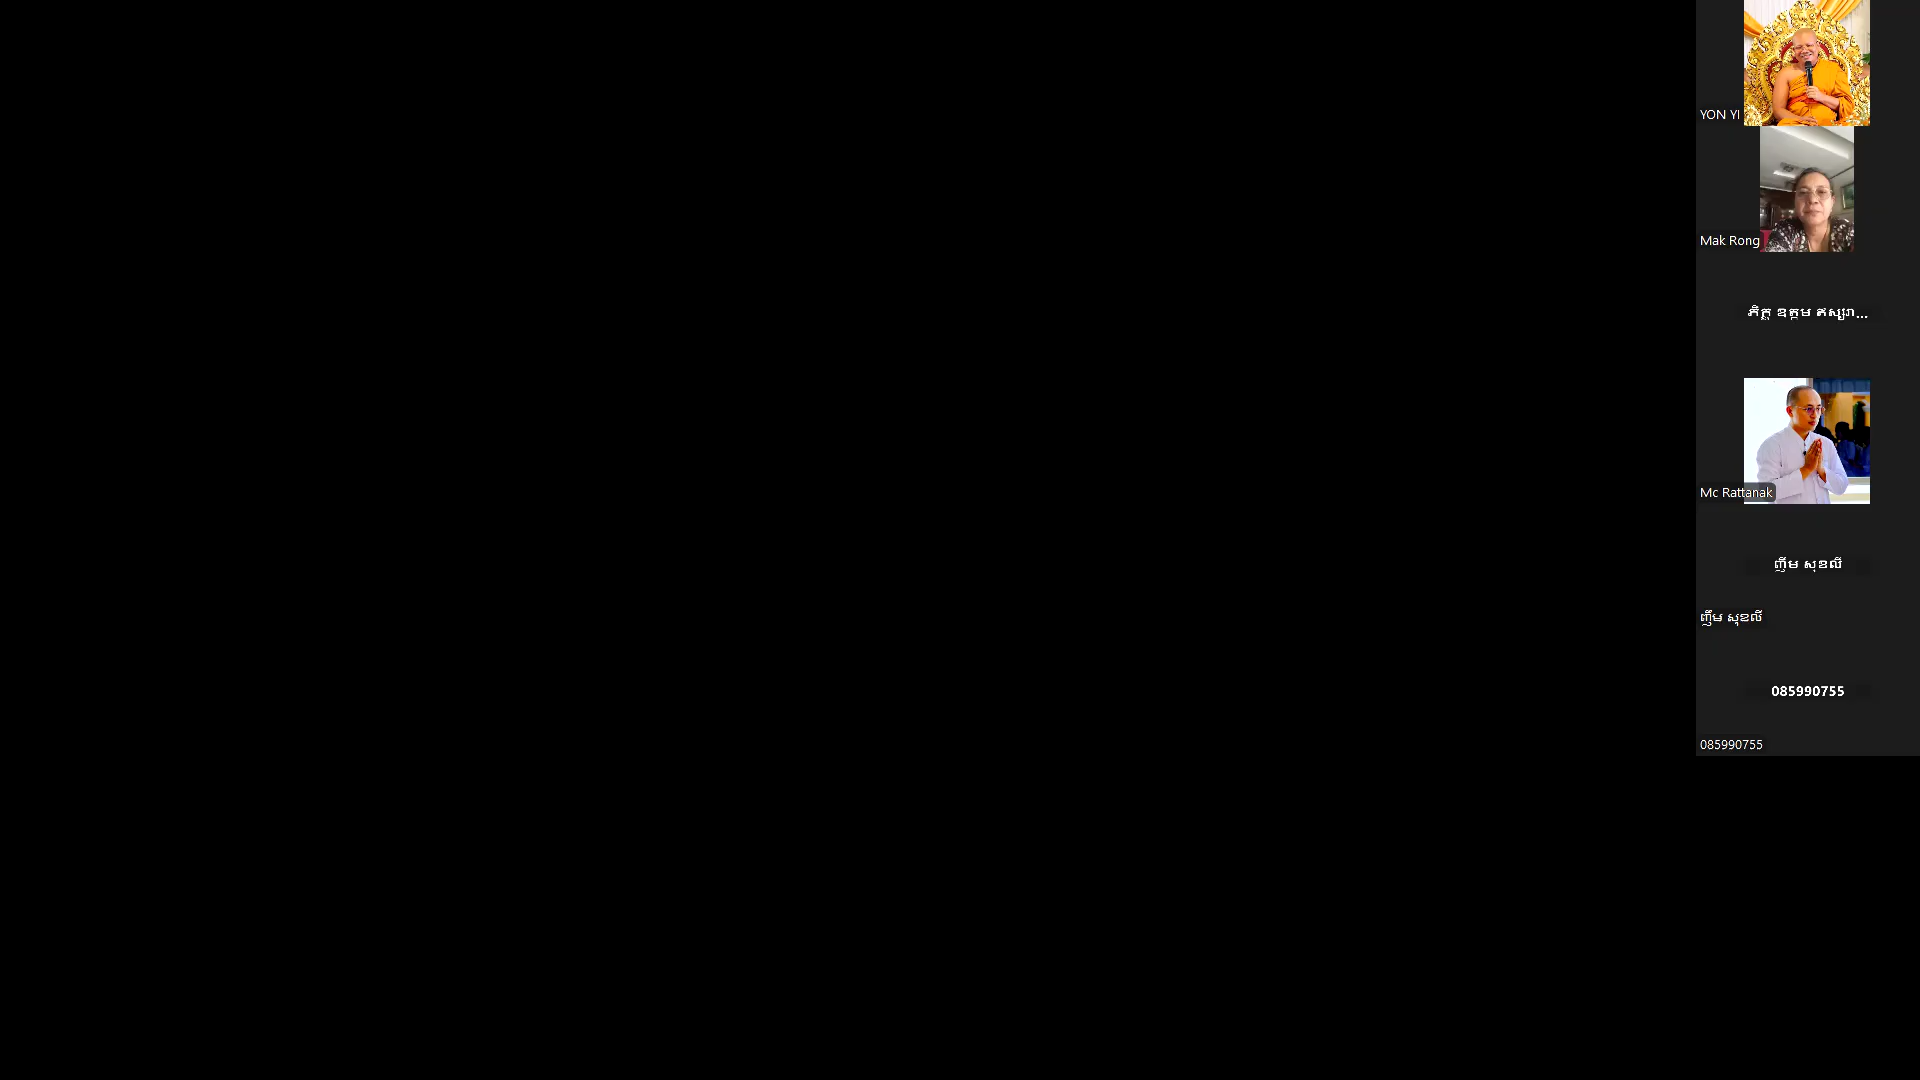 YON YI
Mak Rong
ភិក្ខុ ឧត្តម ឥស្សរា...
Mc Rattanak
ញឹម សុខលី
ញឹម សុខលី
085990755
085990755